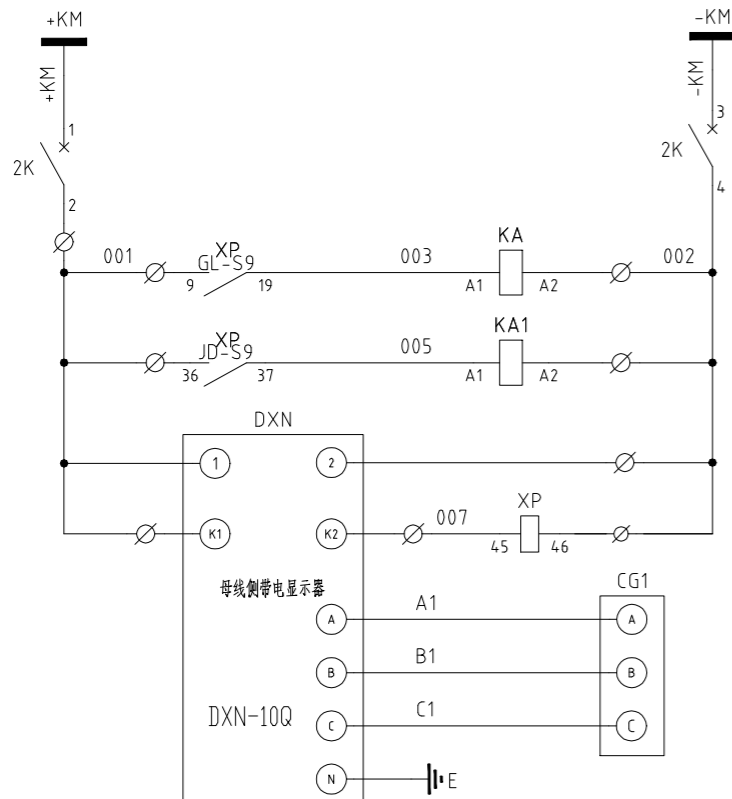 +KM -KM
+KM -KM
1 3
2K 2K
2 4
001 XP 003 KA 002
GL-S9
9 19 A1 A2
XP 005 KA1
JD-S9
36 37 A1 A2
DXN
1 2
K1 K2 007 XP
45 46
母线侧带电显示器 CG1
A A1 A
B B1 B
DXN-10Q C C1 C
N E